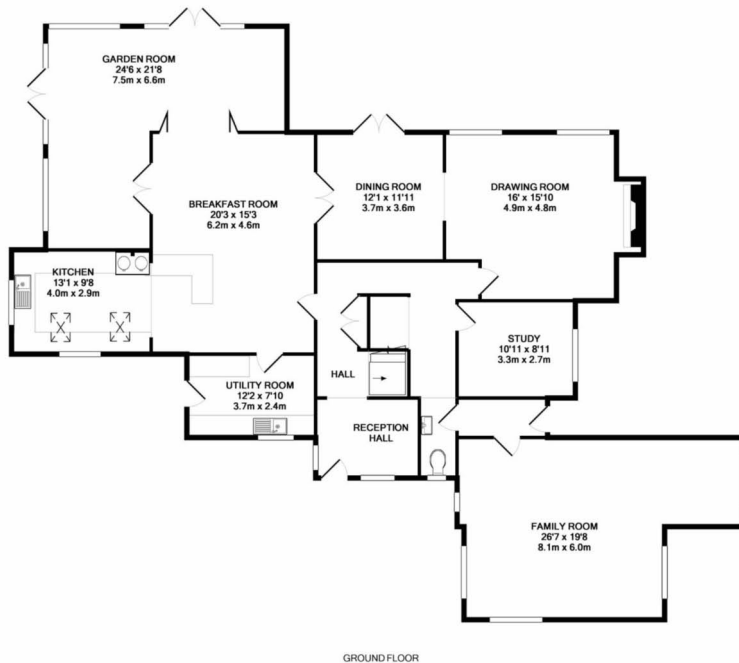 GARDEN ROOM
24'6 x 21'8
7.5m x 6.6m
BREAKFAST ROOM
20'3 x 15'3
6.2m x 4.6m
DINING ROOM
12'1 x 11'11
3.7m x 3.6m
DRAWING ROOM
16' x 15'10
4.9m x 4.8m
KITCHEN
13'1 x 9'8
4.0m x 2.9m
STUDY
10'11 x 8'11
3.3m x 2.7m
UTILITY ROOM
12'2 x 7'10
3.7m x 2.4m
HALL
RECEPTION
HALL
FAMILY ROOM
26'7 x 19'8
8.1m x 6.0m
GROUND FLOOR